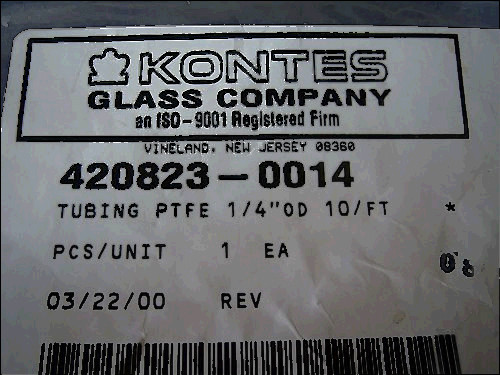 KONTES
GLASS COMPANY
an ISO-9001 Registered Firm
VINELAND, NEW JERSEY 08360
420823-0014
TUBING PTFE 1/4"OD 10/FT *
PCS/UNIT 1 EA
03/22/00 REV